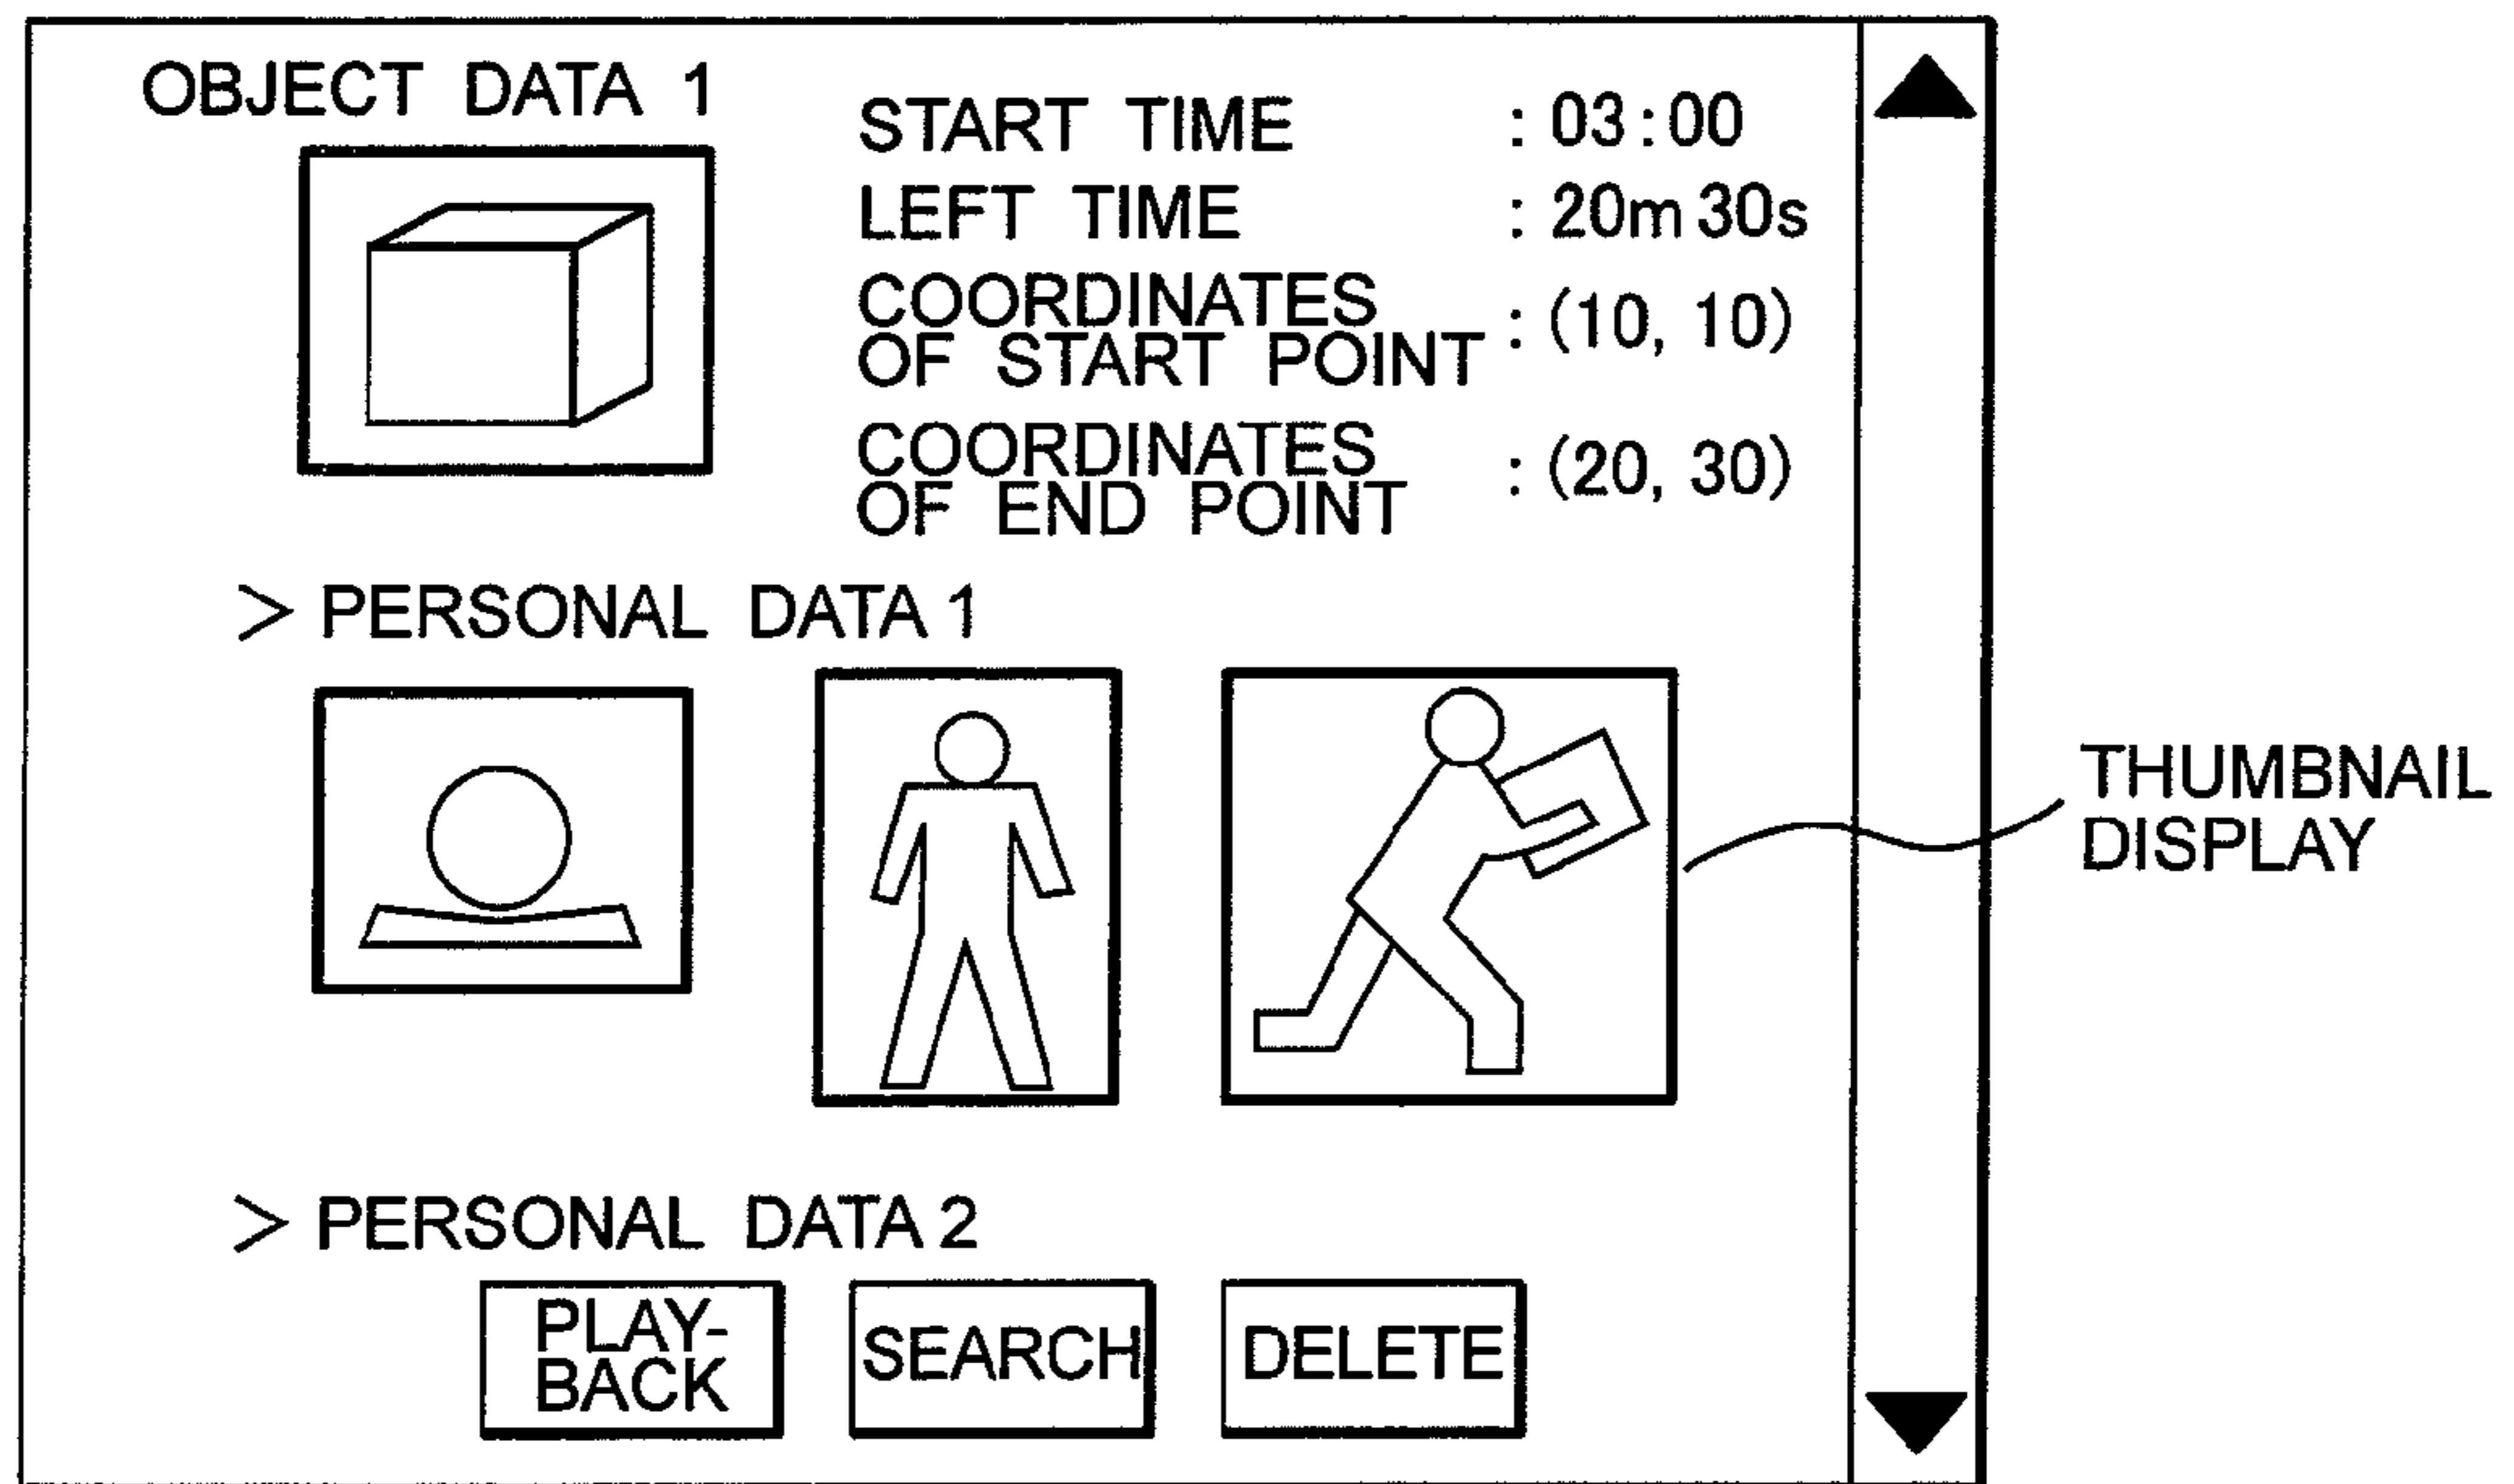 OBJECT DATA 1
START TIME : 03:00
LEFT TIME : 20m 30s
COORDINATES
OF START POINT : (10, 10)
COORDINATES
OF END POINT : (20, 30)
> PERSONAL DATA 1
THUMBNAIL
DISPLAY
> PERSONAL DATA 2
PLAY-
BACK
SEARCH
DELETE